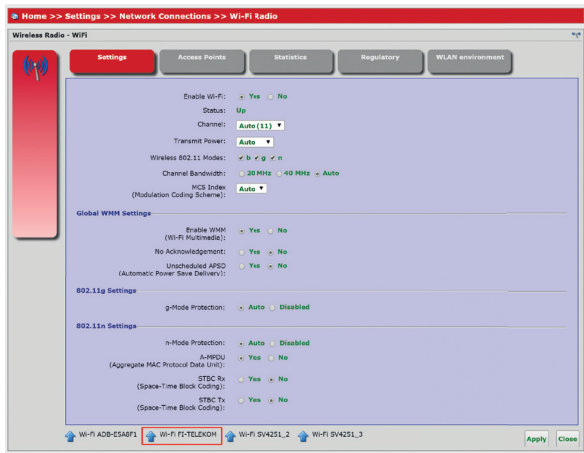 Home >> Settings >> Network Connections >> Wi-Fi Radio
Wireless Radio - WiFi
Settings Access Points Statistics Regulatory WLAN environment
Enable Wi-Fi: Yes No
Status: Up
Channel: Auto (11)
Transmit Power: Auto
Wireless 802.11 Modes: b g n
Channel Bandwidth: 20 MHz 40 MHz Auto
MCS Index Auto
(Modulation Coding Scheme):
Global WMM Settings
Enable WMM Yes No
(Wi-Fi Multimedia):
No Acknowledgement: Yes No
Unscheduled APSD Yes No
(Automatic Power Save Delivery):
802.11g Settings
g-Mode Protection: Auto Disabled
802.11n Settings
n-Mode Protection: Auto Disabled
A-MPDU Yes No
(Aggregate MAC Protocol Data Unit):
STBC Rx Yes No
(Space-Time Block Coding):
STBC Tx Yes No
(Space-Time Block Coding):
Wi-Fi ADB-E5A8F1 Wi-Fi FI-TELEKOM Wi-Fi SV4251_2 Wi-Fi SV4251_3
Apply Close